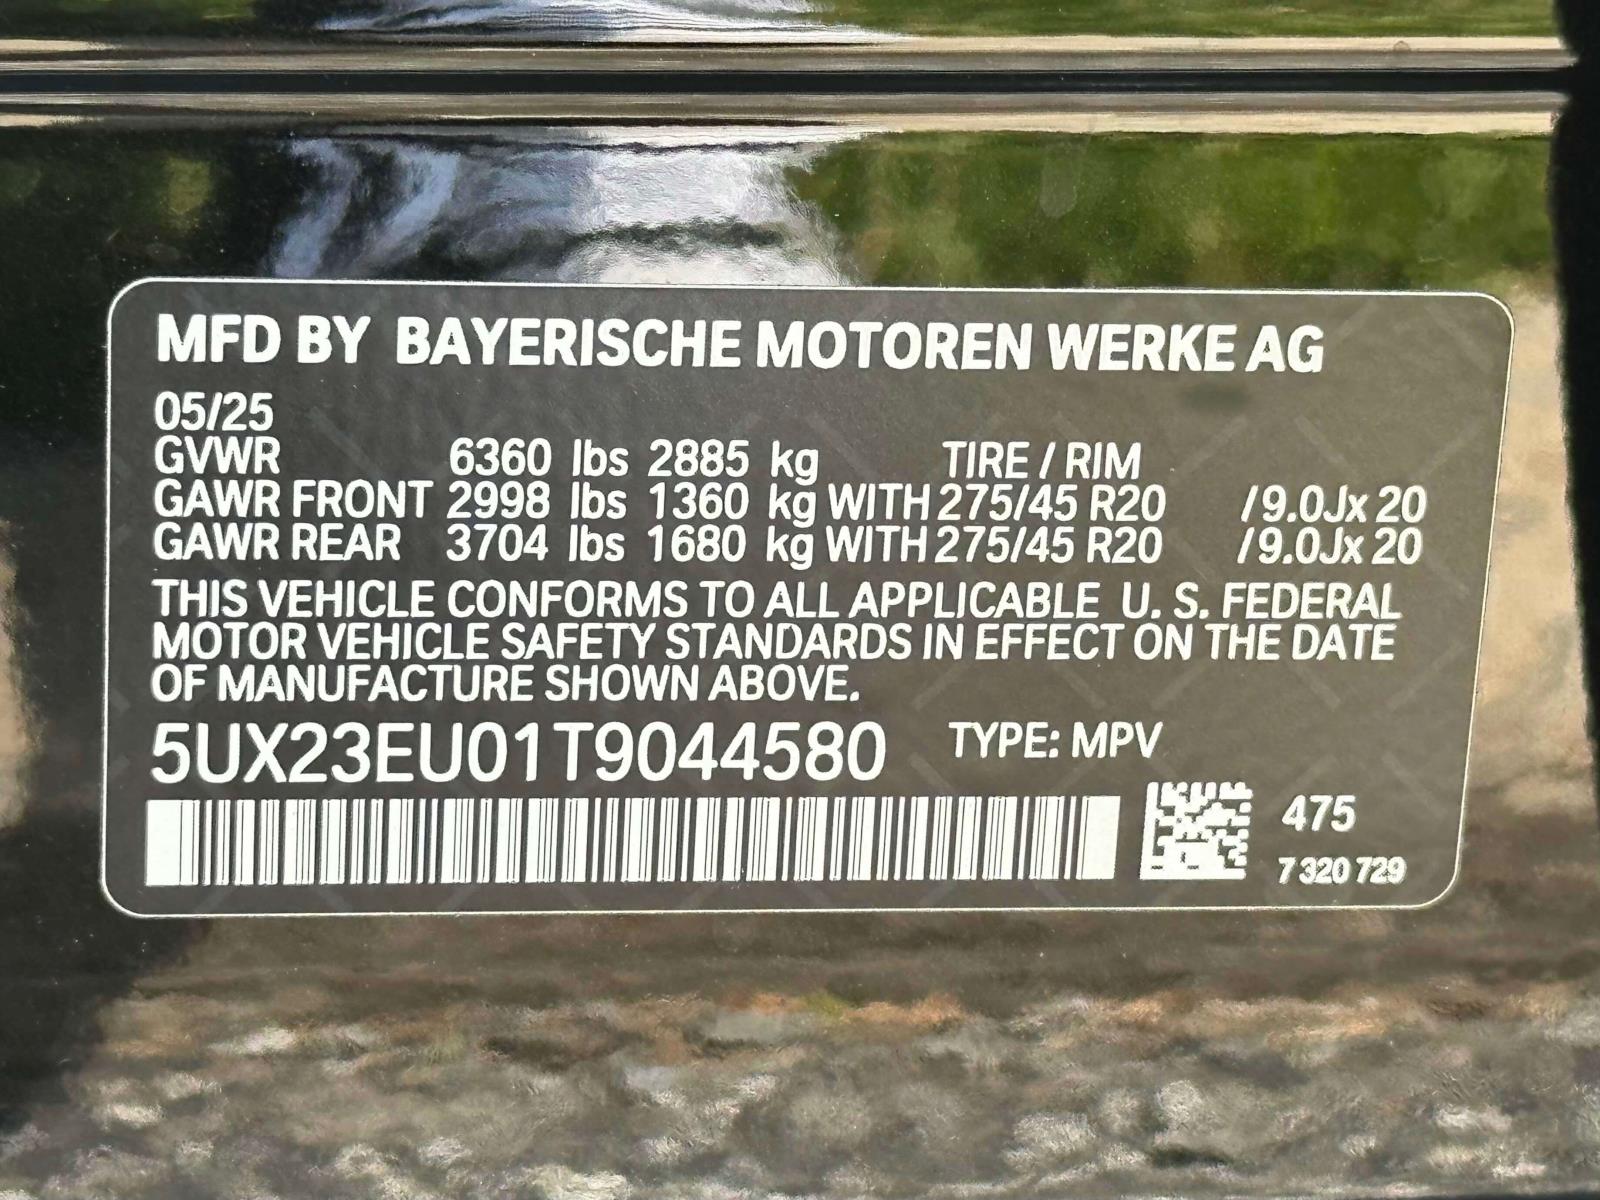 MFD BY BAYERISCHE MOTOREN WERKE AG
05/25
GVWR 6360 lbs 2885 kg TIRE / RIM
GAWR FRONT 2998 lbs 1360 kg WITH 275/45 R20 /9.0Jx 20
GAWR REAR 3704 lbs 1680 kg WITH 275/45 R20 /9.0Jx 20
THIS VEHICLE CONFORMS TO ALL APPLICABLE U. S. FEDERAL
MOTOR VEHICLE SAFETY STANDARDS IN EFFECT ON THE DATE
OF MANUFACTURE SHOWN ABOVE.
5UX23EU01T9044580 TYPE: MPV
475
7 320 729